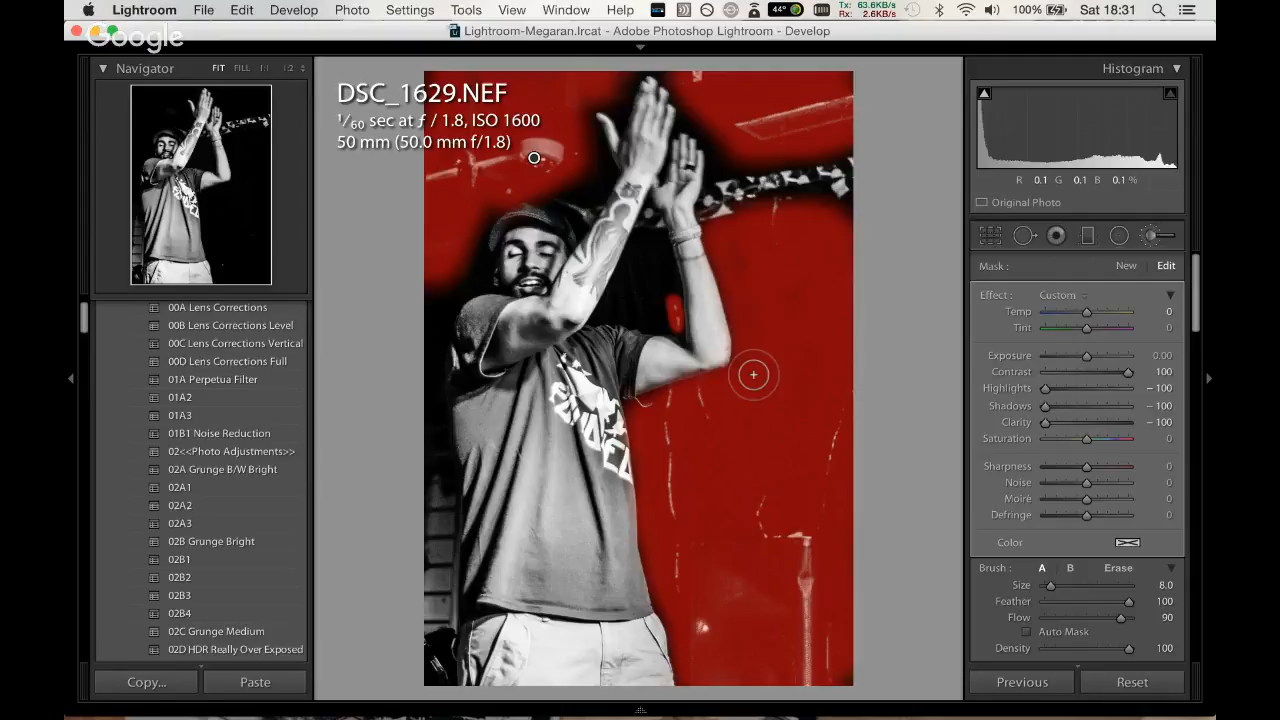 Lightroom File Edit Develop Photo Settings Tools View Window Help 44° Tx: 63.6KB/s Rx: 2.6KB/s 100% Sat 18:31
Google
Lightroom-Megaran.lrcat - Adobe Photoshop Lightroom - Develop
Navigator FIT FILL 1:1 1:2
00A Lens Corrections
00B Lens Corrections Level
00C Lens Corrections Vertical
00D Lens Corrections Full
01A Perpetua Filter
01A2
01A3
01B1 Noise Reduction
02<<Photo Adjustments>>
02A Grunge B/W Bright
02A1
02A2
02A3
02B Grunge Bright
02B1
02B2
02B3
02B4
02C Grunge Medium
02D HDR Really Over Exposed
Copy... Paste
DSC_1629.NEF
1/60 sec at ƒ / 1.8, ISO 1600
50 mm (50.0 mm f/1.8)
Histogram
R 0.1 G 0.1 B 0.1 %
Original Photo
Mask : New Edit
Effect : Custom
Temp 0
Tint 0
Exposure 0.00
Contrast 100
Highlights – 100
Shadows – 100
Clarity – 100
Saturation 0
Sharpness 0
Noise 0
Moiré 0
Defringe 0
Color
Brush : A B Erase
Size 8.0
Feather 100
Flow 90
Auto Mask
Density 100
Previous Reset